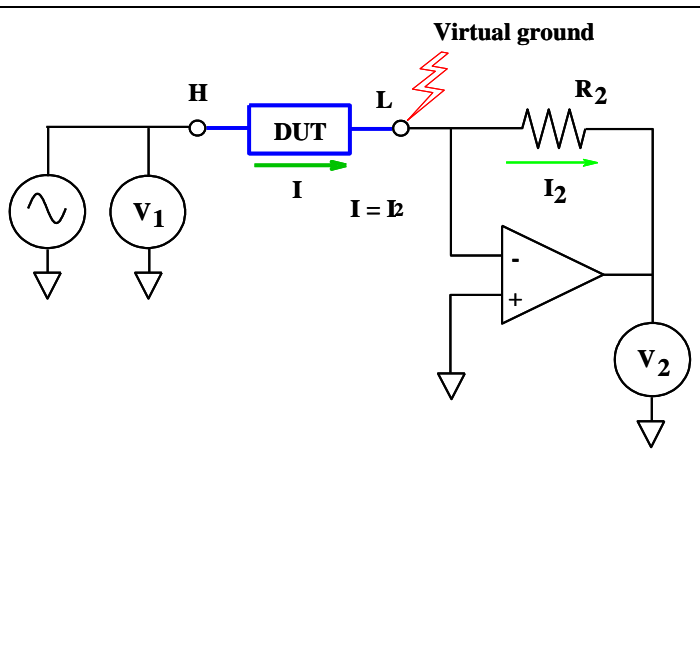 Virtual ground
H
DUT
L
R2
I
I = I2
I2
V1
-
+
V2